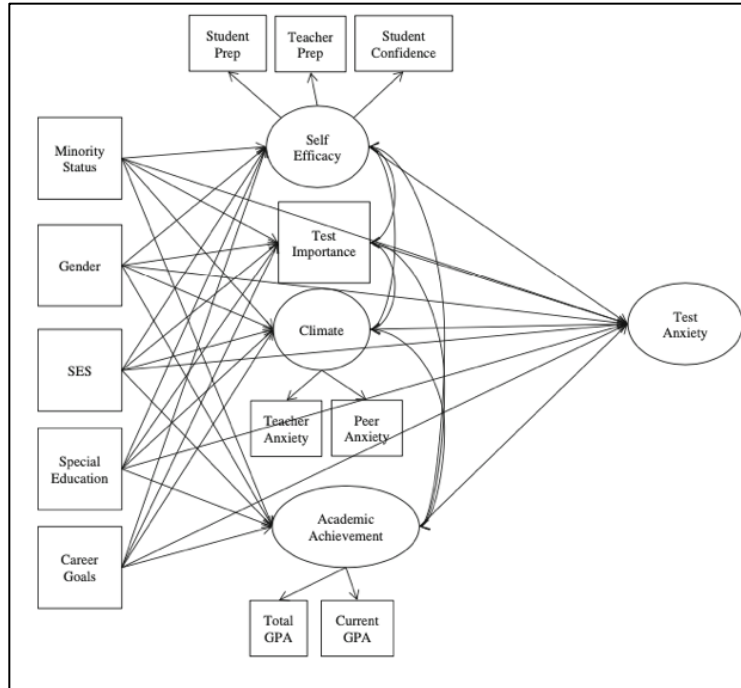 Student
Prep
Teacher
Prep
Student
Confidence
Minority
Status
Self
Efficacy
Gender
Test
Importance
Test
Anxiety
SES
Climate
Teacher
Anxiety
Peer
Anxiety
Special
Education
Academic
Achievement
Career
Goals
Total
GPA
Current
GPA